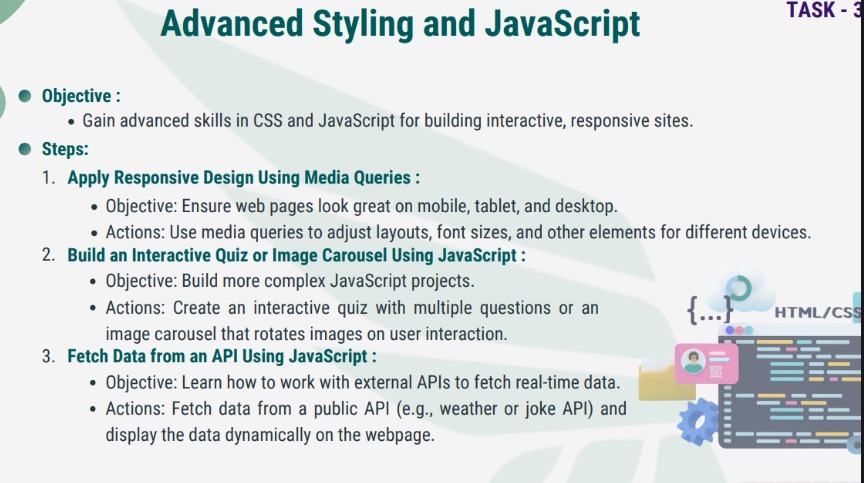 Advanced Styling and JavaScript
TASK - 3
Objective :
• Gain advanced skills in CSS and JavaScript for building interactive, responsive sites.
Steps:
1. Apply Responsive Design Using Media Queries :
• Objective: Ensure web pages look great on mobile, tablet, and desktop.
• Actions: Use media queries to adjust layouts, font sizes, and other elements for different devices.
2. Build an Interactive Quiz or Image Carousel Using JavaScript :
• Objective: Build more complex JavaScript projects.
• Actions: Create an interactive quiz with multiple questions or an
image carousel that rotates images on user interaction.
3. Fetch Data from an API Using JavaScript :
• Objective: Learn how to work with external APIs to fetch real-time data.
• Actions: Fetch data from a public API (e.g., weather or joke API) and
display the data dynamically on the webpage.
{...}
HTML/CSS